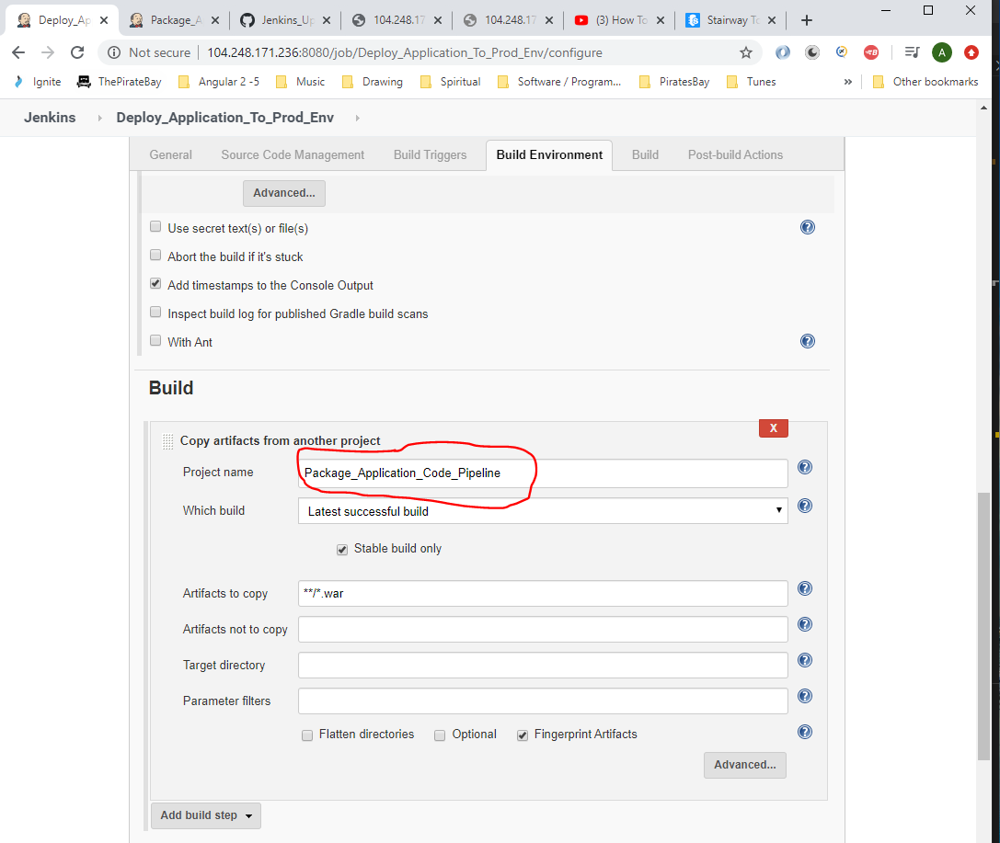 Deploy_Ap
Package_A
Jenkins_Up
104.248.17
104.248.17
(3) How To
Stairway To
Not secure
104.248.171.236:8080/job/Deploy_Application_To_Prod_Env/configure
A
Ignite
ThePirateBay
Angular 2 -5
Music
Drawing
Spiritual
Software / Program...
PiratesBay
Tunes
»
Other bookmarks
Jenkins
Deploy_Application_To_Prod_Env
General
Source Code Management
Build Triggers
Build Environment
Build
Post-build Actions
Advanced...
Use secret text(s) or file(s)
Abort the build if it's stuck
Add timestamps to the Console Output
Inspect build log for published Gradle build scans
With Ant
Build
X
Copy artifacts from another project
Project name
Package_Application_Code_Pipeline
Which build
Latest successful build
Stable build only
Artifacts to copy
**/*.war
Artifacts not to copy
Target directory
Parameter filters
Flatten directories
Optional
Fingerprint Artifacts
Advanced...
Add build step